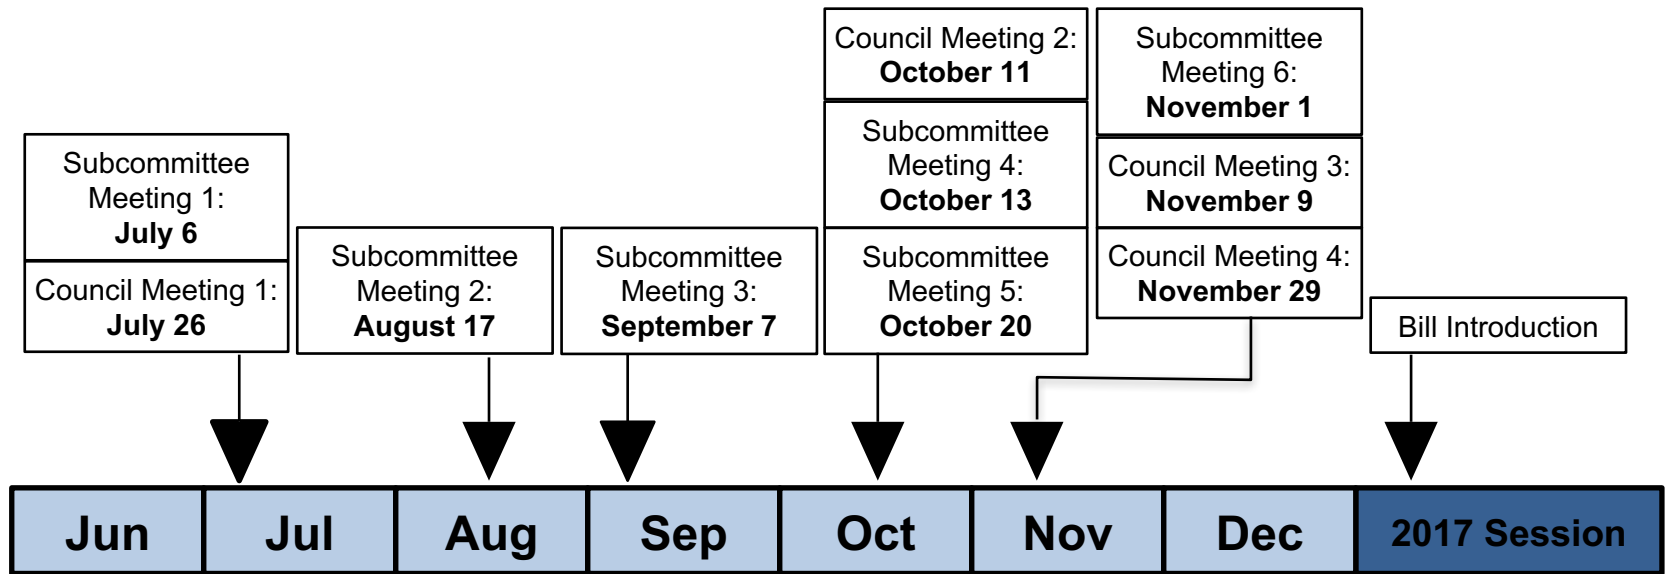 Subcommittee
Meeting 1:
July 6
Council Meeting 1:
July 26
Subcommittee
Meeting 2:
August 17
Subcommittee
Meeting 3:
September 7
Council Meeting 2:
October 11
Subcommittee
Meeting 4:
October 13
Subcommittee
Meeting 5:
October 20
Subcommittee
Meeting 6:
November 1
Council Meeting 3:
November 9
Council Meeting 4:
November 29
Bill Introduction
Jun Jul Aug Sep Oct Nov Dec 2017 Session